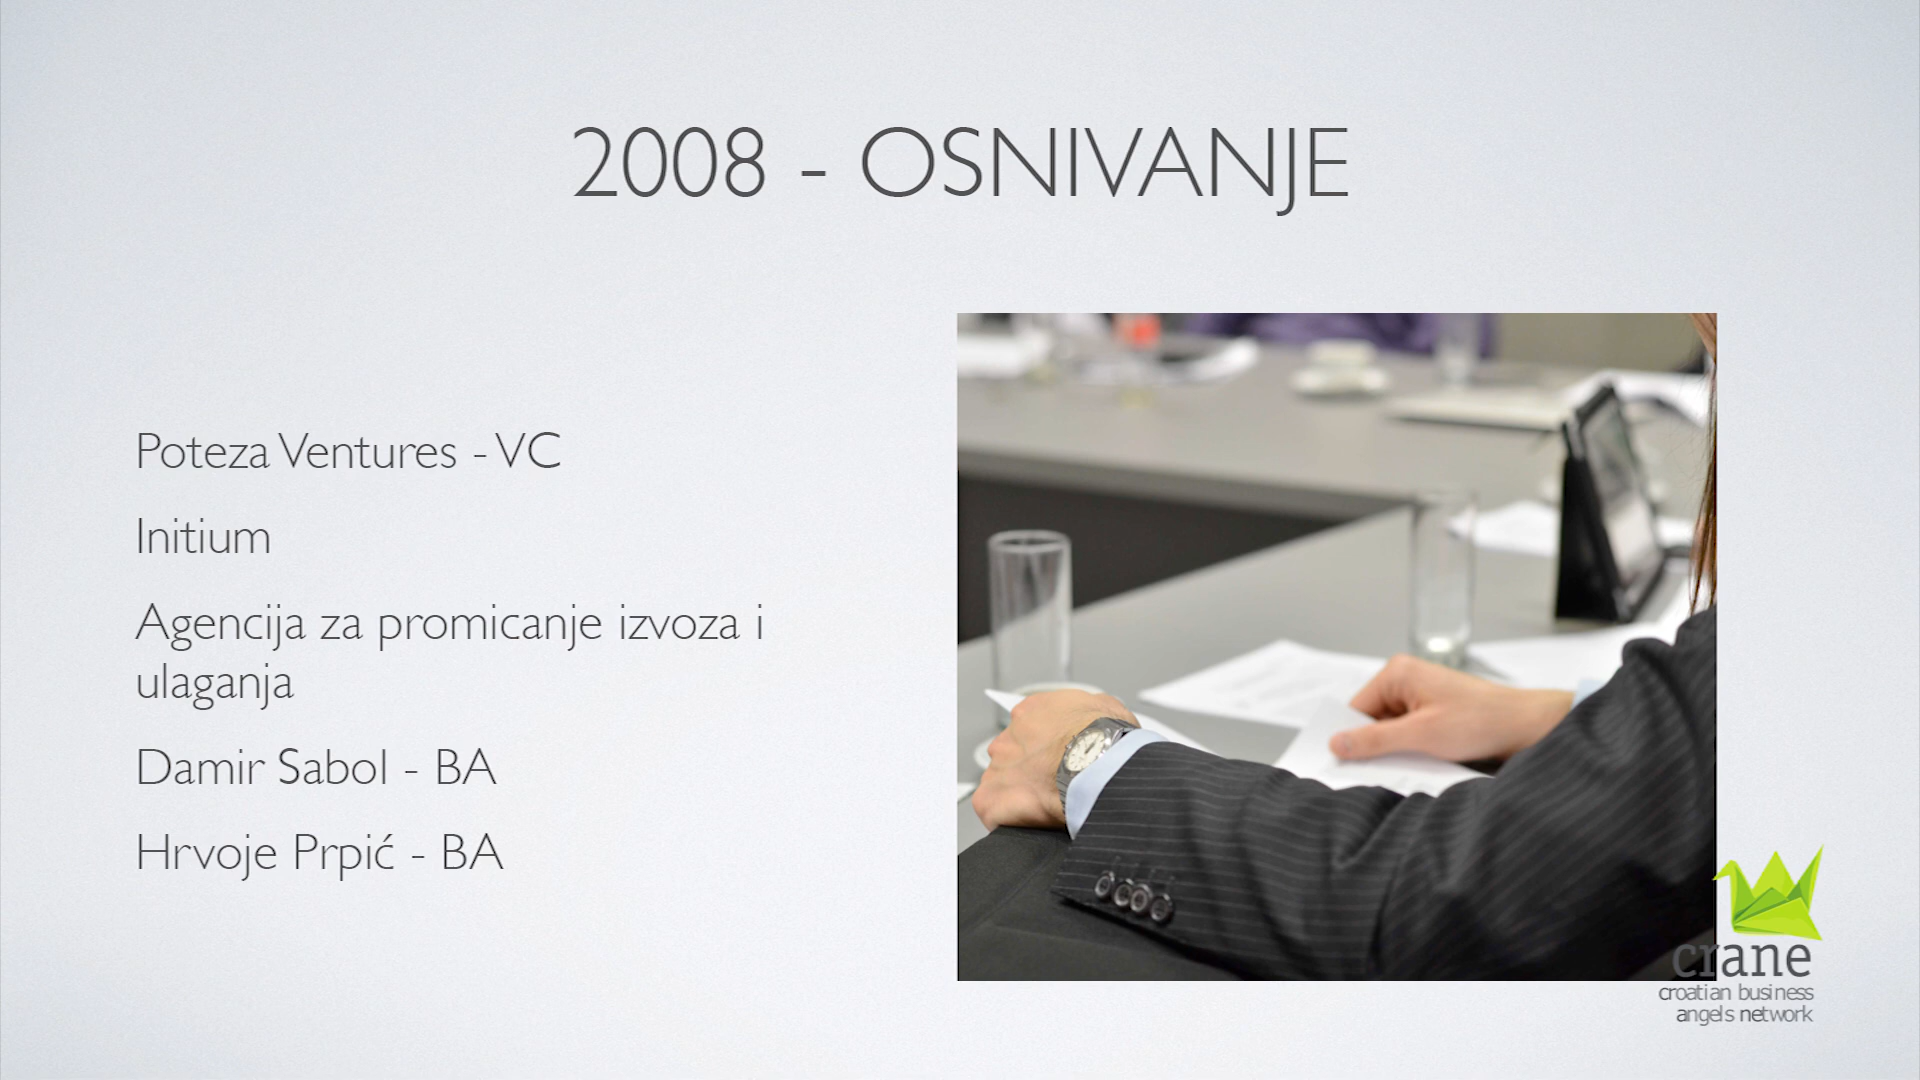 2008 - OSNIVANJE
Poteza Ventures - VC
Initium
Agencija za promicanje izvoza i
ulaganja
Damir Sabol - BA
Hrvoje Prpić - BA
crane
croatian business
angels network